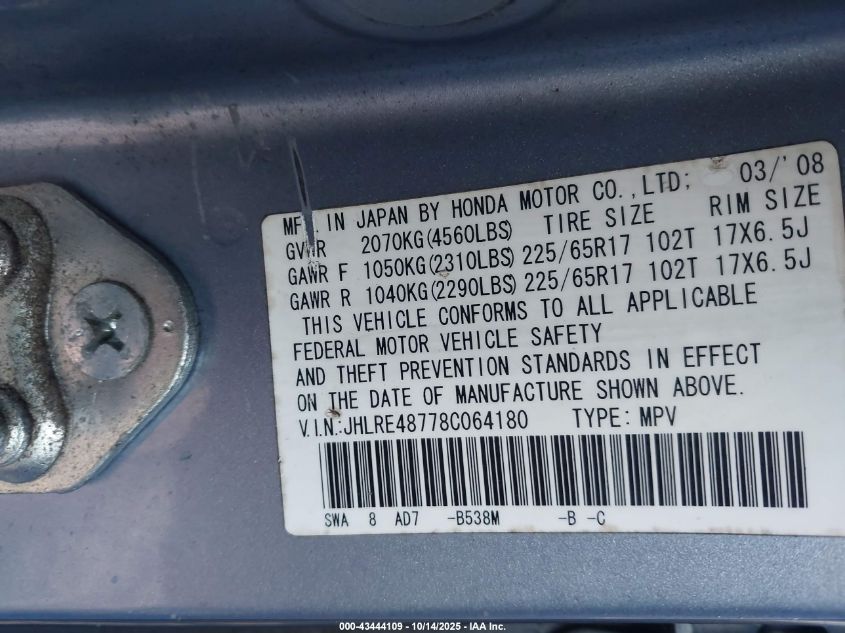 MFD. IN JAPAN BY HONDA MOTOR CO.,LTD; 03/'08
GVWR 2070KG(4560LBS) TIRE SIZE RIM SIZE
GAWR F 1050KG(2310LBS) 225/65R17 102T 17X6.5J
GAWR R 1040KG(2290LBS) 225/65R17 102T 17X6.5J
THIS VEHICLE CONFORMS TO ALL APPLICABLE
FEDERAL MOTOR VEHICLE SAFETY
AND THEFT PREVENTION STANDARDS IN EFFECT
ON THE DATE OF MANUFACTURE SHOWN ABOVE.
V.I.N.:JHLRE48778C064180 TYPE: MPV
SWA 8 AD7 -B538M -B -C
000-43444109 - 10/14/2025 - IAA Inc.